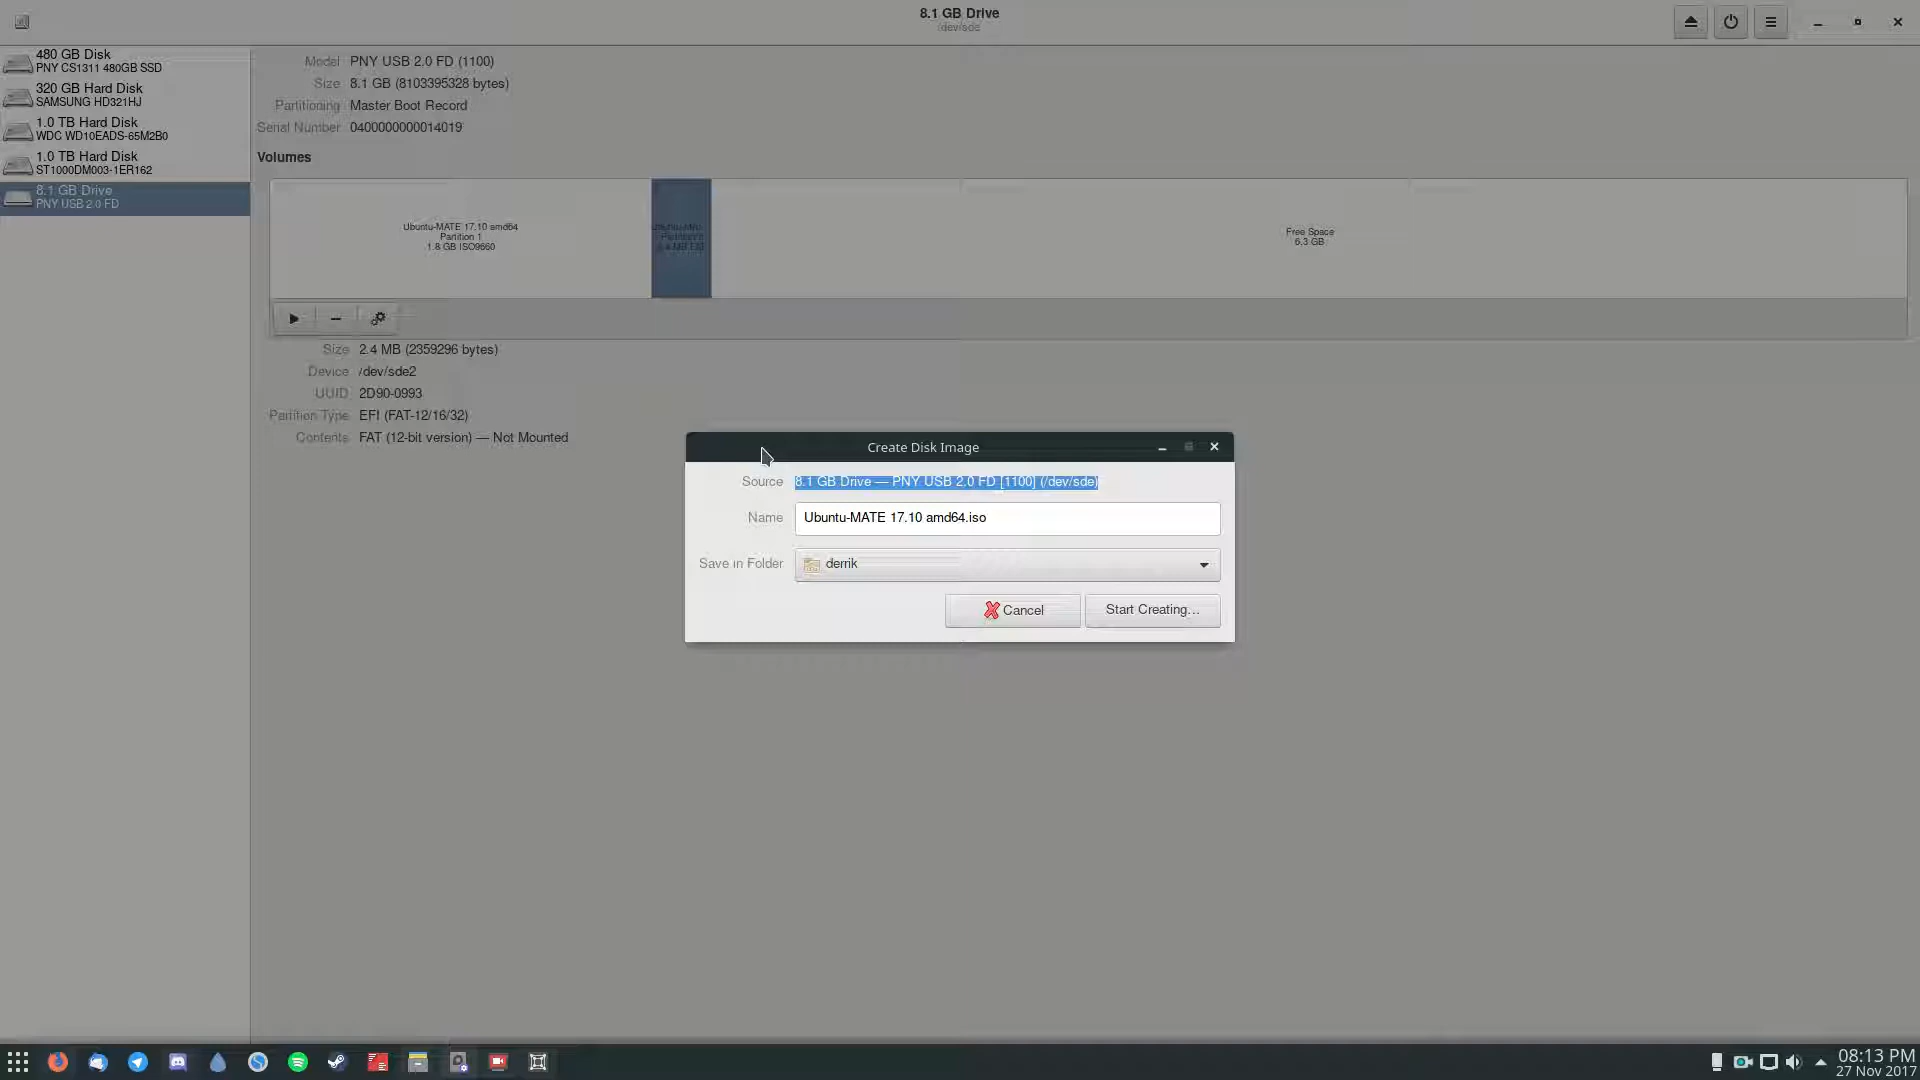 8.1 GB Drive
/dev/sde
480 GB Disk
PNY CS1311 480GB SSD
320 GB Hard Disk
SAMSUNG HD321HJ
1.0 TB Hard Disk
WDC WD10EADS-65M2B0
1.0 TB Hard Disk
ST1000DM003-1ER162
8.1 GB Drive
PNY USB 2.0 FD
Model PNY USB 2.0 FD (1100)
Size 8.1 GB (8103395328 bytes)
Partitioning Master Boot Record
Serial Number 0400000000014019
Volumes
Ubuntu-MATE 17.10 amd64
Partition 1
1.8 GB ISO9660
Free Space
6.3 GB
Size 2.4 MB (2359296 bytes)
Device /dev/sde2
UUID 2D90-0993
Partition Type EFI (FAT-12/16/32)
Contents FAT (12-bit version) — Not Mounted
Create Disk Image
Source 8.1 GB Drive — PNY USB 2.0 FD [1100] (/dev/sde)
Name Ubuntu-MATE 17.10 amd64.iso
Save in Folder derrik
Cancel Start Creating...
08:13 PM
27 Nov 2017